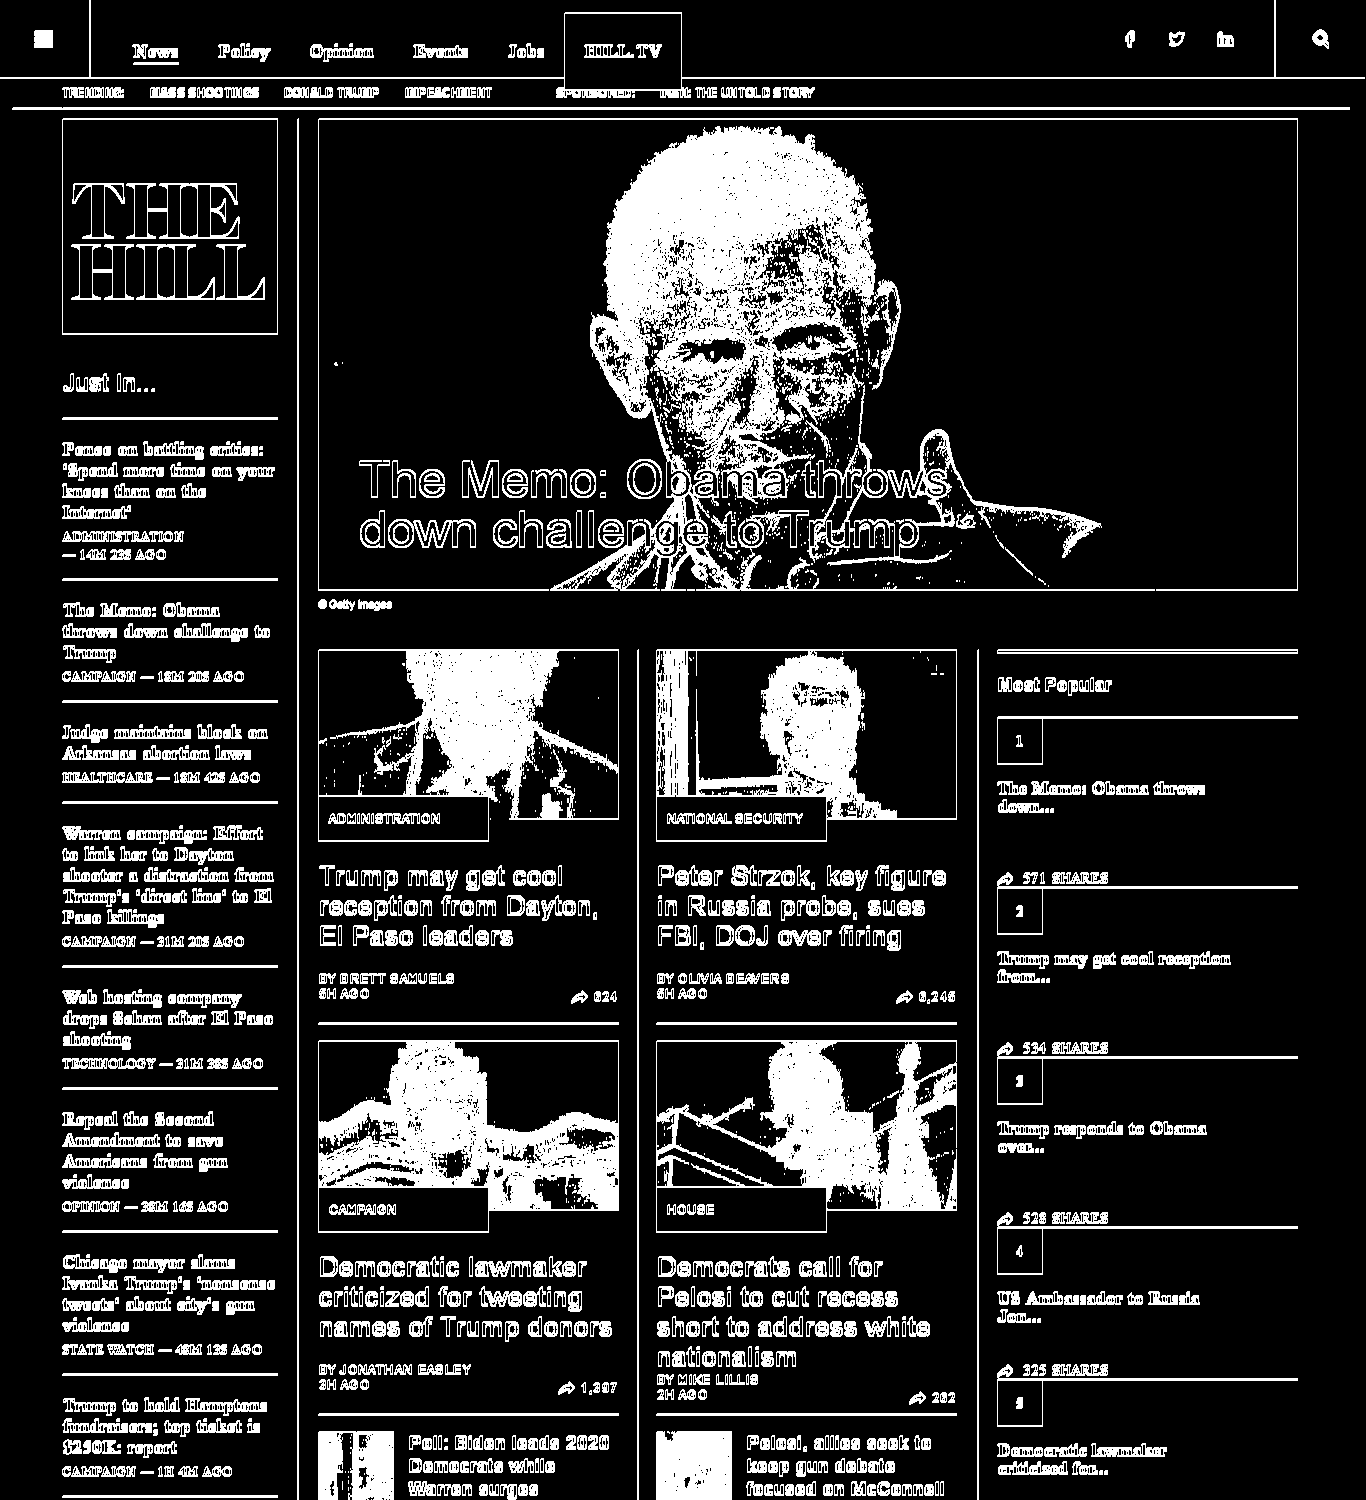 News Policy Opinion Events Jobs HILL.TV
TRENDING: MASS SHOOTINGS DONALD TRUMP IMPEACHMENT SPONSORED: THE UNTOLD STORY
THE
HILL
Just In...
Pence on battling critics:
'Spend more time on your
knees than on the
internet'
ADMINISTRATION
— 14M 22S AGO
The Memo: Obama
throws down challenge to
Trump
CAMPAIGN — 18M 20S AGO
Judge maintains block on
Arkansas abortion laws
HEALTHCARE — 18M 42S AGO
Warren campaign: Effort
to link her to Dayton
shooter a distraction from
Trump's 'direct line' to El
Paso killings
CAMPAIGN — 31M 20S AGO
Web hosting company
drops 8chan after El Paso
shooting
TECHNOLOGY — 31M 38S AGO
Repeal the Second
Amendment to save
Americans from gun
violence
OPINION — 38M 16S AGO
Chicago mayor slams
Ivanka Trump's 'nonsense
tweets' about city's gun
violence
STATE WATCH — 48M 13S AGO
Trump to hold Hamptons
fundraisers; top ticket is
$250K: report
CAMPAIGN — 1H 4M AGO
The Memo: Obama throws
down challenge to Trump
© Getty Images
ADMINISTRATION
Trump may get cool
reception from Dayton,
El Paso leaders
BY BRETT SAMUELS
5H AGO
624
NATIONAL SECURITY
Peter Strzok, key figure
in Russia probe, sues
FBI, DOJ over firing
BY OLIVIA BEAVERS
5H AGO
6,245
CAMPAIGN
Democratic lawmaker
criticized for tweeting
names of Trump donors
BY JONATHAN EASLEY
3H AGO
1,397
HOUSE
Democrats call for
Pelosi to cut recess
short to address white
nationalism
BY MIKE LILLIS
2H AGO
262
Poll: Biden leads 2020
Democrats while
Warren surges
Pelosi, allies seek to
keep gun debate
focused on McConnell
Most Popular
1
The Memo: Obama throws
down...
571 SHARES
2
Trump may get cool reception
from...
534 SHARES
3
Trump responds to Obama
over...
528 SHARES
4
US Ambassador to Russia
Jon...
325 SHARES
5
Democratic lawmaker
criticized for...